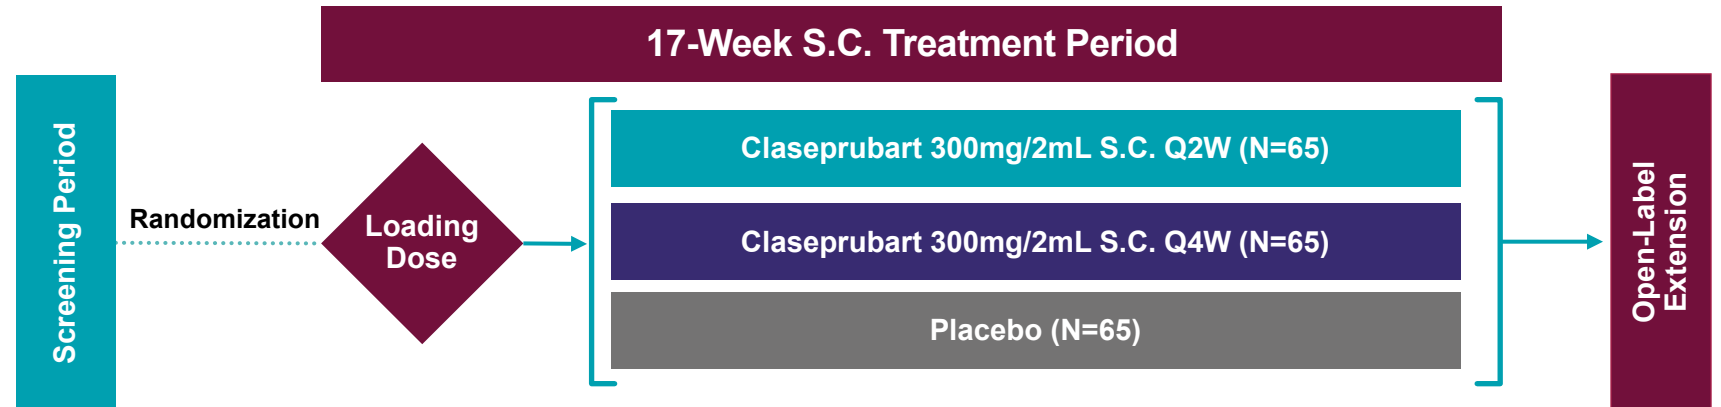 17-Week S.C. Treatment Period
Screening Period
Randomization
Loading
Dose
Claseprubart 300mg/2mL S.C. Q2W (N=65)
Claseprubart 300mg/2mL S.C. Q4W (N=65)
Placebo (N=65)
Open-Label
Extension